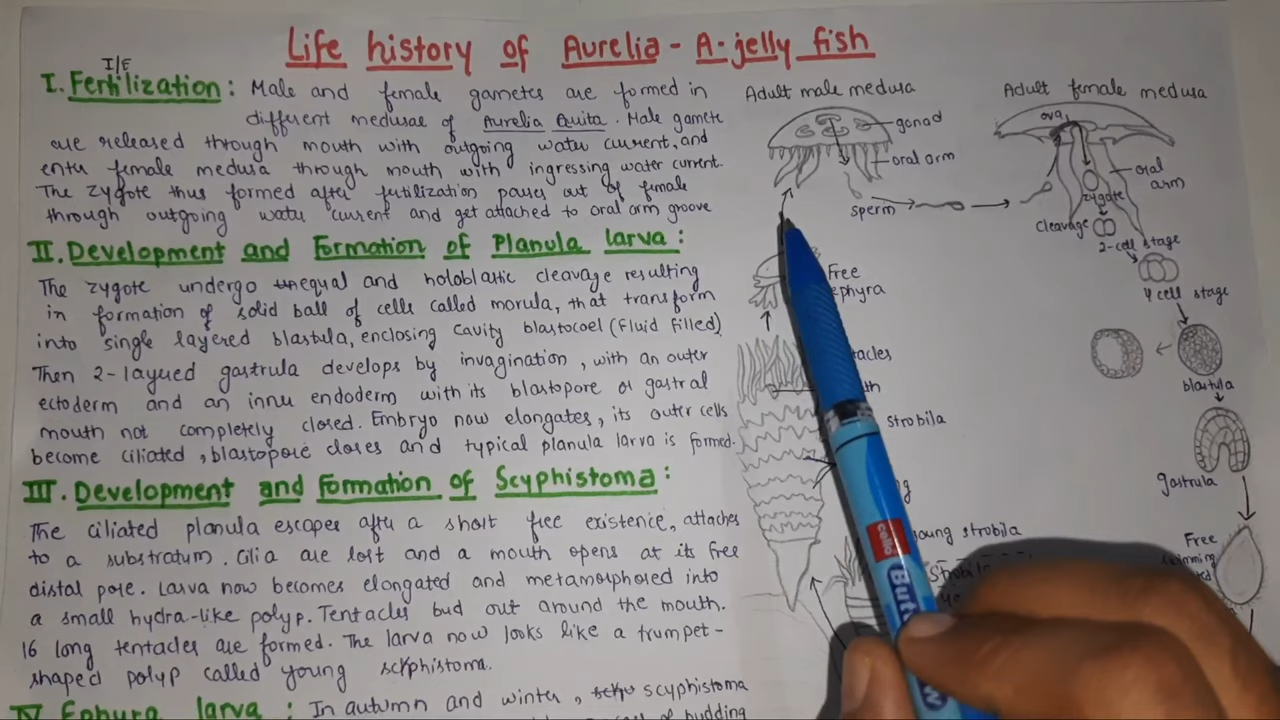 Life history of Aurelia - A - jelly fish
I/E
I. Fertilization : Male and female gametes are formed in
different medusae of Aurelia Aurita. Male gamete
are released through mouth with outgoing water current, and
enter female medusa through mouth with ingressing water current.
The zygote thus formed after fertilization passes out of female
through outgoing water current and get attached to oral arm groove
II. Development and Formation of Planula larva :
The zygote undergo unequal and holoblastic cleavage resulting
in formation of solid ball of cells called morula, that transform
into single layered blastula, enclosing cavity blastocoel (fluid filled)
Then 2-layered gastrula develops by invagination, with an outer
ectoderm and an inner endoderm with its blastopore or gastral
mouth not completely closed. Embryo now elongates, its outer cells
become ciliated, blastopore closes and typical planula larva is formed.
III. Development and Formation of Scyphistoma :
The ciliated planula escapes after a short free existence, attaches
to a substratum. Cilia are lost and a mouth opens at its free
distal pole. Larva now becomes elongated and metamorphosed into
a small hydra-like polyp. Tentacles bud out around the mouth.
16 long tentacles are formed. The larva now looks like a trumpet-
shaped polyp called young scyphistoma.
IV Ephyra larva : In autumn and winter, scyphistoma
of budding
Adult male medusa
gonad
oral arm
sperm
Adult female medusa
ova
oral
arm
zygote
cleavage
2-cell stage
4 cell stage
blastula
gastrula
Free
Free
ephyra
strobila
young strobila
cello